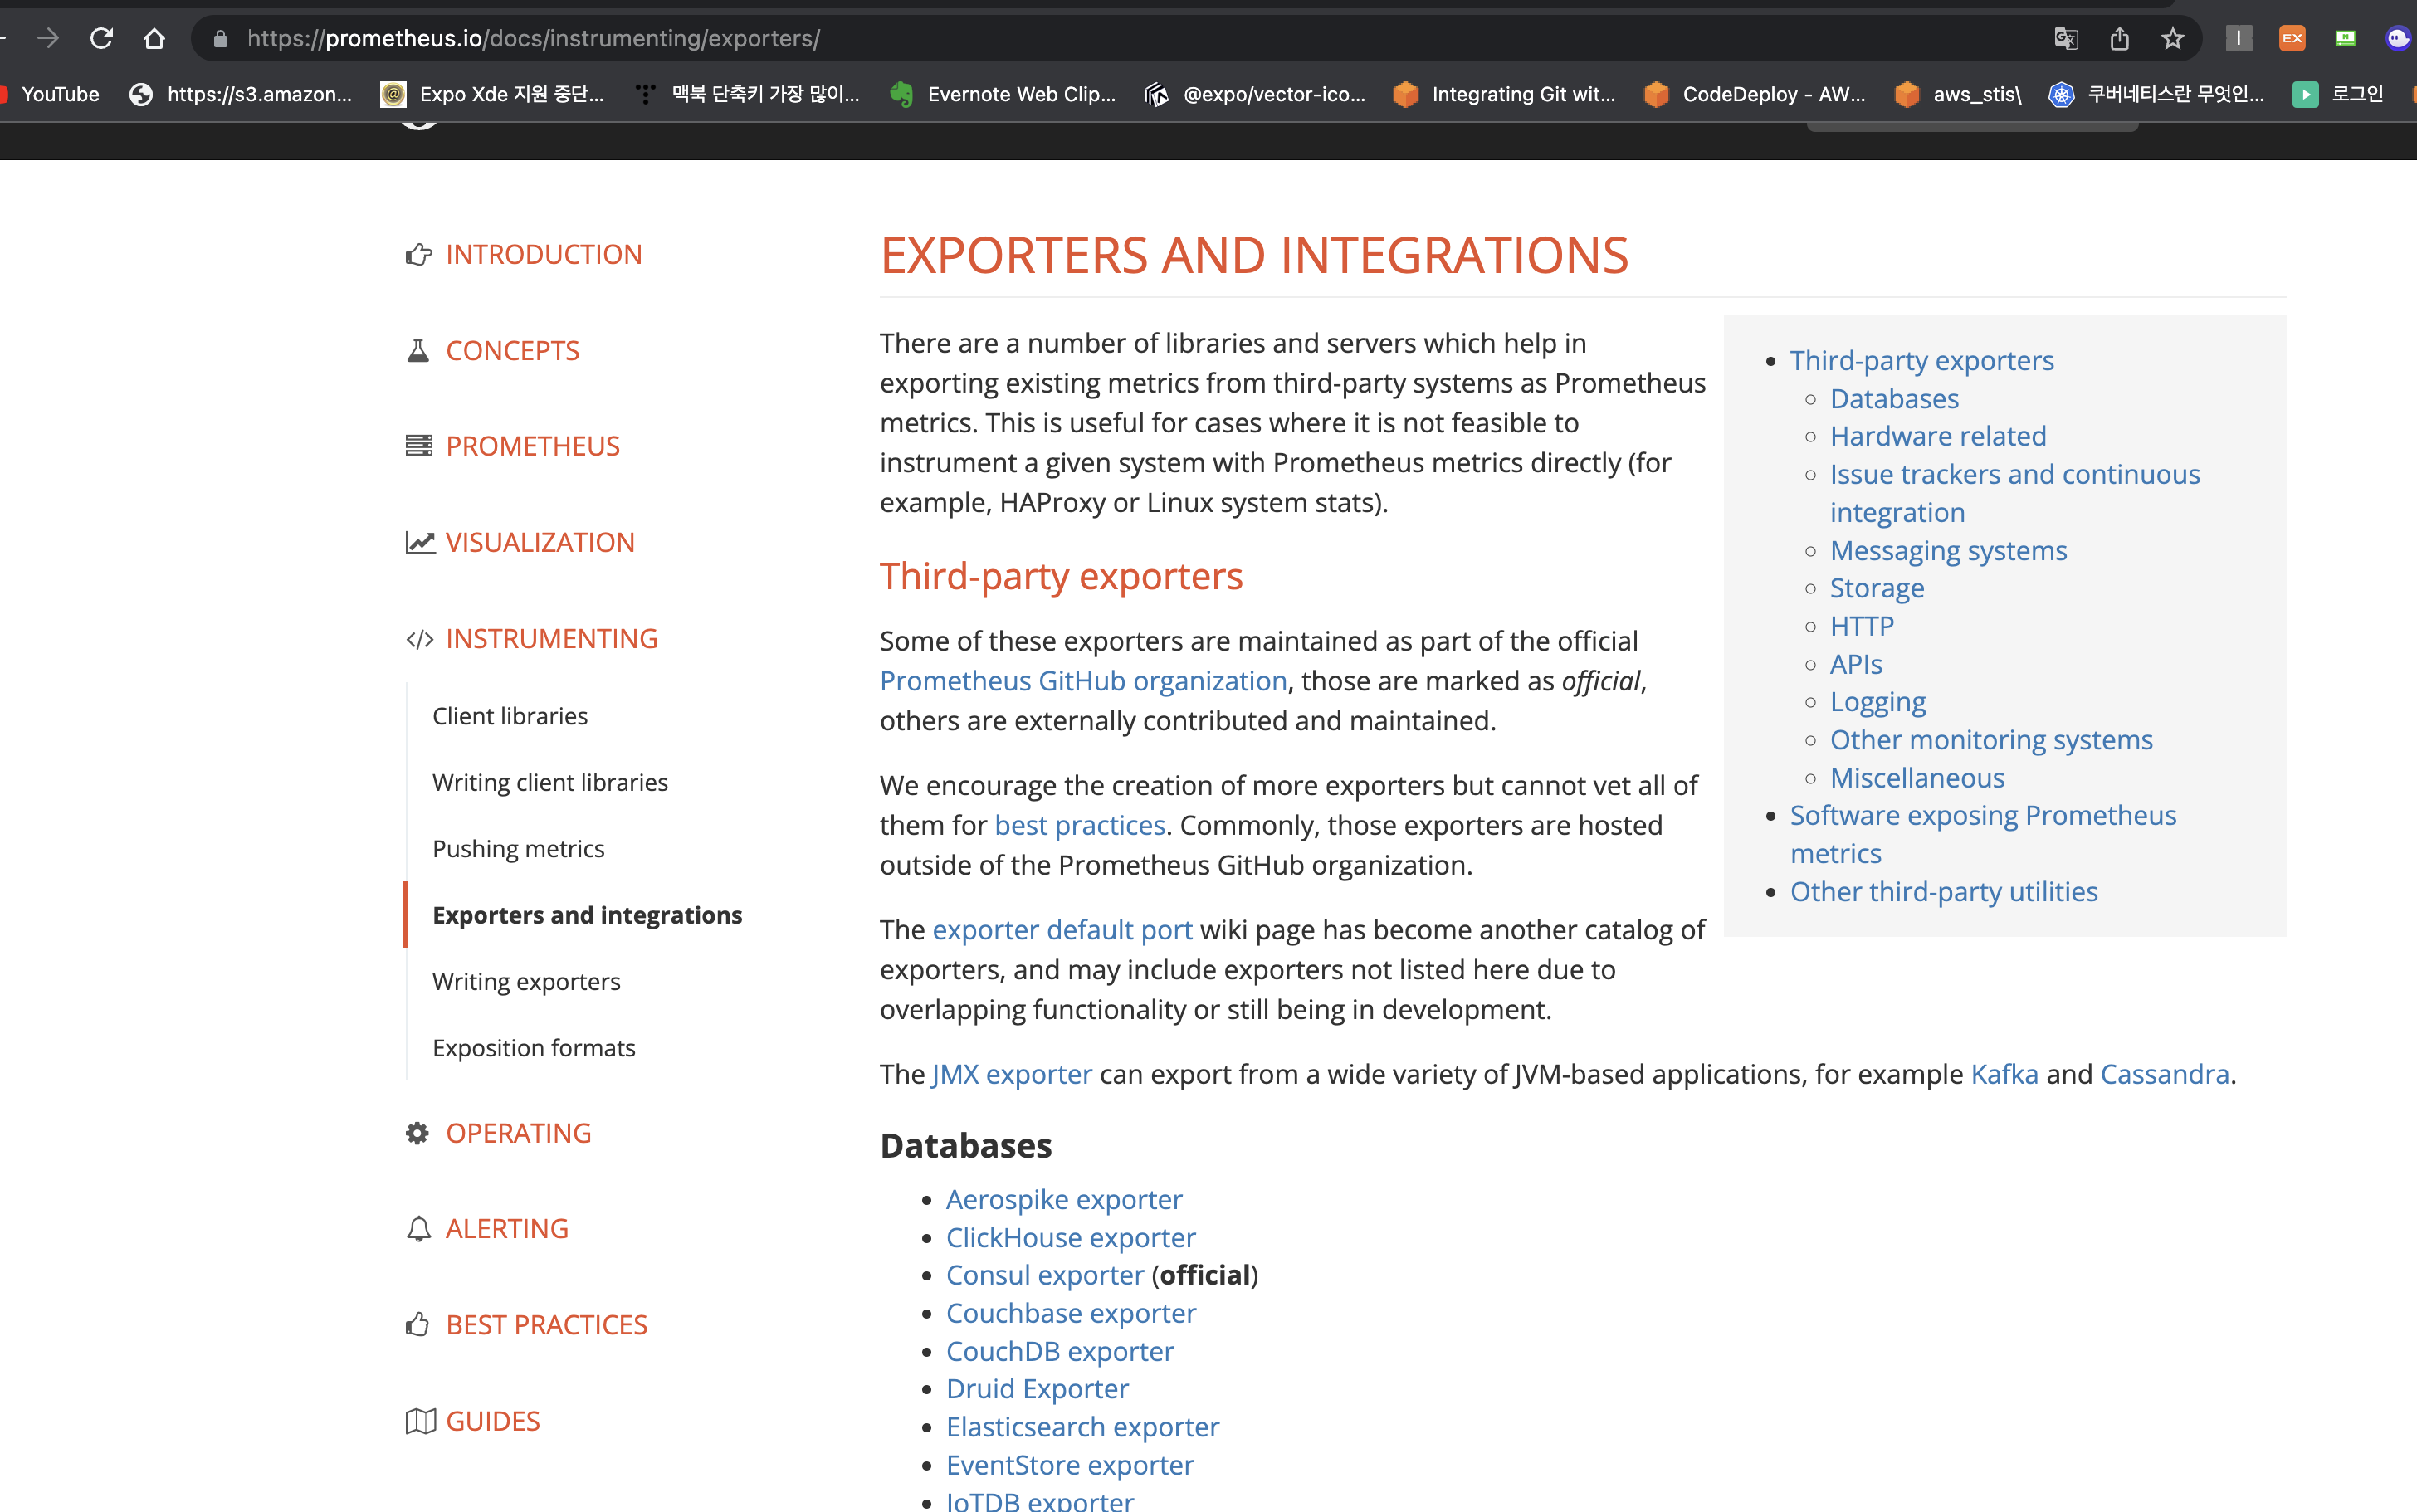 https://prometheus.io/docs/instrumenting/exporters/
EX
N
YouTube
https://s3.amazon...
Expo Xde 지원 중단...
맥북 단축키 가장 많이...
Evernote Web Clip...
@expo/vector-ico...
Integrating Git wit...
CodeDeploy - AW...
aws_stis\
쿠버네티스란 무엇인...
로그인
INTRODUCTION
CONCEPTS
PROMETHEUS
VISUALIZATION
INSTRUMENTING
Client libraries
Writing client libraries
Pushing metrics
Exporters and integrations
Writing exporters
Exposition formats
OPERATING
ALERTING
BEST PRACTICES
GUIDES
EXPORTERS AND INTEGRATIONS
There are a number of libraries and servers which help in
exporting existing metrics from third-party systems as Prometheus
metrics. This is useful for cases where it is not feasible to
instrument a given system with Prometheus metrics directly (for
example, HAProxy or Linux system stats).
Third-party exporters
Some of these exporters are maintained as part of the official
Prometheus GitHub organization, those are marked as official,
others are externally contributed and maintained.
We encourage the creation of more exporters but cannot vet all of
them for best practices. Commonly, those exporters are hosted
outside of the Prometheus GitHub organization.
The exporter default port wiki page has become another catalog of
exporters, and may include exporters not listed here due to
overlapping functionality or still being in development.
The JMX exporter can export from a wide variety of JVM-based applications, for example Kafka and Cassandra.
Databases
Aerospike exporter
ClickHouse exporter
Consul exporter (official)
Couchbase exporter
CouchDB exporter
Druid Exporter
Elasticsearch exporter
EventStore exporter
IoTDB exporter
Third-party exporters
Databases
Hardware related
Issue trackers and continuous
integration
Messaging systems
Storage
HTTP
APIs
Logging
Other monitoring systems
Miscellaneous
Software exposing Prometheus
metrics
Other third-party utilities